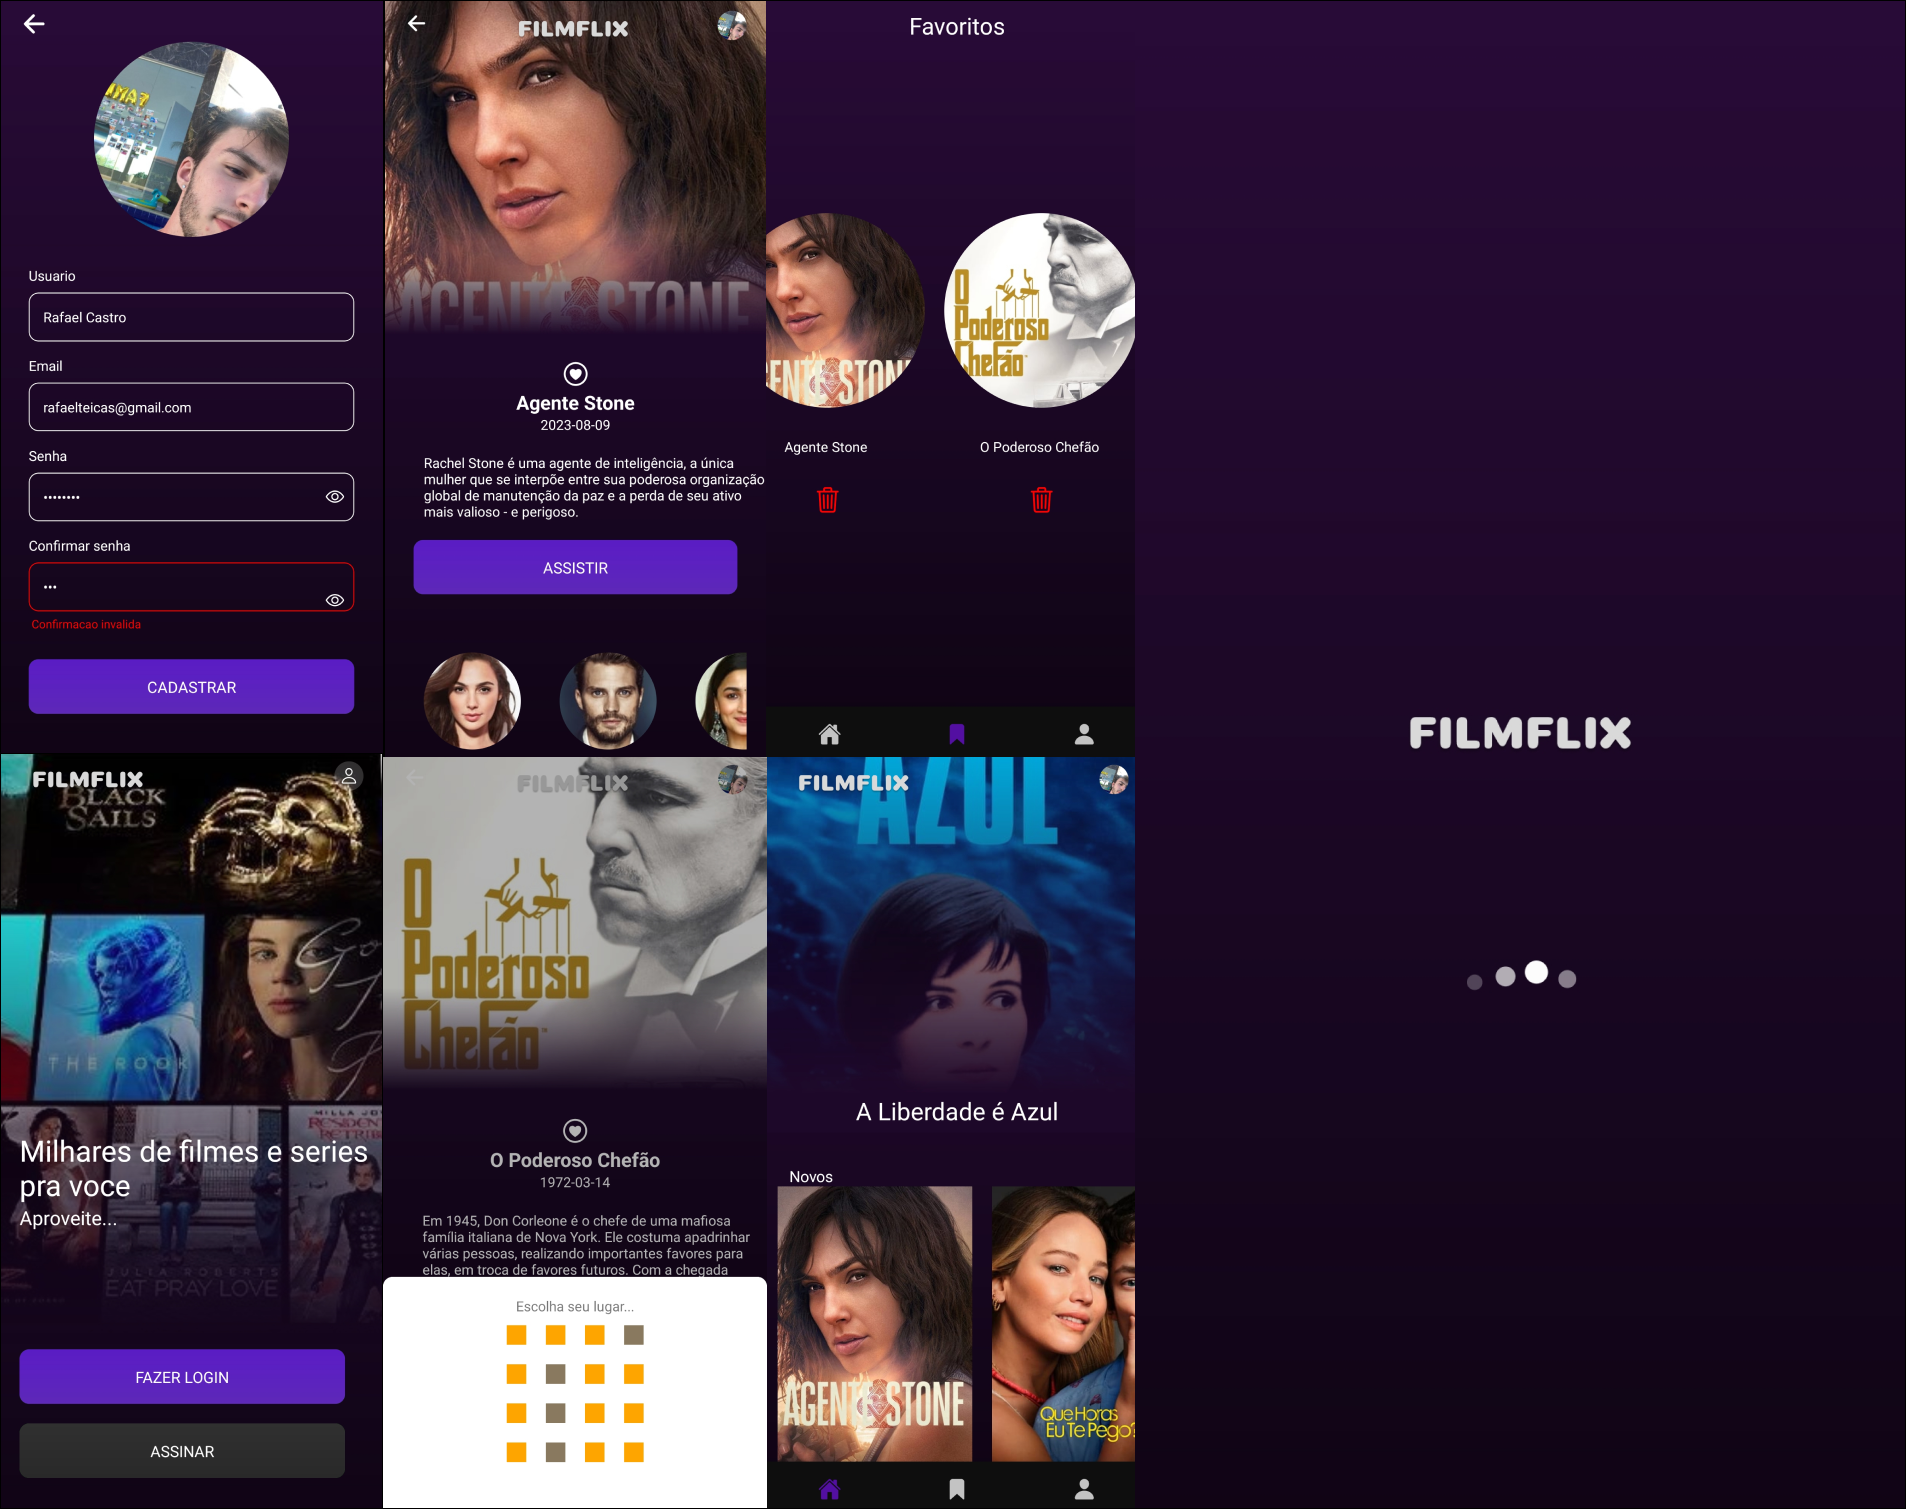 Usuario
Rafael Castro
Email
rafaelteicas@gmail.com
Senha
Confirmar senha
Confirmacao invalida
CADASTRAR
FILMFLIX
AGENTE STONE
Agente Stone
2023-08-09
Rachel Stone é uma agente de inteligência, a única
mulher que se interpõe entre sua poderosa organização
global de manutenção da paz e a perda de seu ativo
mais valioso - e perigoso.
ASSISTIR
Favoritos
ENTE STON
O
Poderoso
Chefão
Agente Stone
O Poderoso Chefão
FILMFLIX
FILMFLIX
BLACK
SAILS
THE ROOK
MILLA JO
RESIDENT
RETRIB
Milhares de filmes e series
pra voce
Aproveite...
JULIA ROBERTS
EAT PRAY LOVE
FAZER LOGIN
ASSINAR
FILMFLIX
O
Poderoso
Chefão
O Poderoso Chefão
1972-03-14
Em 1945, Don Corleone é o chefe de uma mafiosa
família italiana de Nova York. Ele costuma apadrinhar
várias pessoas, realizando importantes favores para
elas, em troca de favores futuros. Com a chegada
Escolha seu lugar...
FILMFLIX
AZUL
A Liberdade é Azul
Novos
AGENTE STONE
Que Horas
Eu Te Pego?